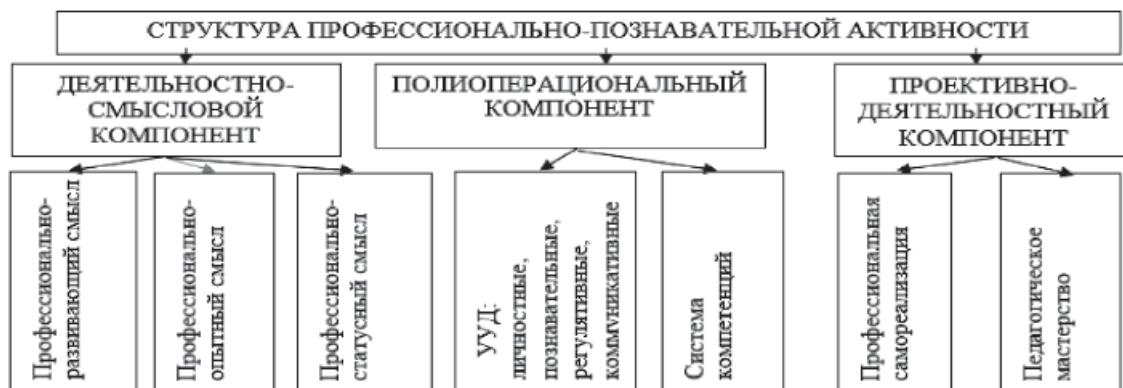 СТРУКТУРА ПРОФЕССИОНАЛЬНО-ПОЗНАВАТЕЛЬНОЙ АКТИВНОСТИ
ДЕЯТЕЛЬНОСТНО-
СМЫСЛОВОЙ
КОМПОНЕНТ
ПОЛИОПЕРАЦИОНАЛЬНЫЙ
КОМПОНЕНТ
ПРОЕКТИВНО-
ДЕЯТЕЛЬНОСТНЫЙ
КОМПОНЕНТ
Профессионально-
развивающий смысл
Профессионально-
опытный смысл
Профессионально-
статусный смысл
УУД:
личностные,
познавательные,
регулятивные,
коммуникативные
Система
компетенций
Профессиональная
самореализация
Педагогическое
мастерство